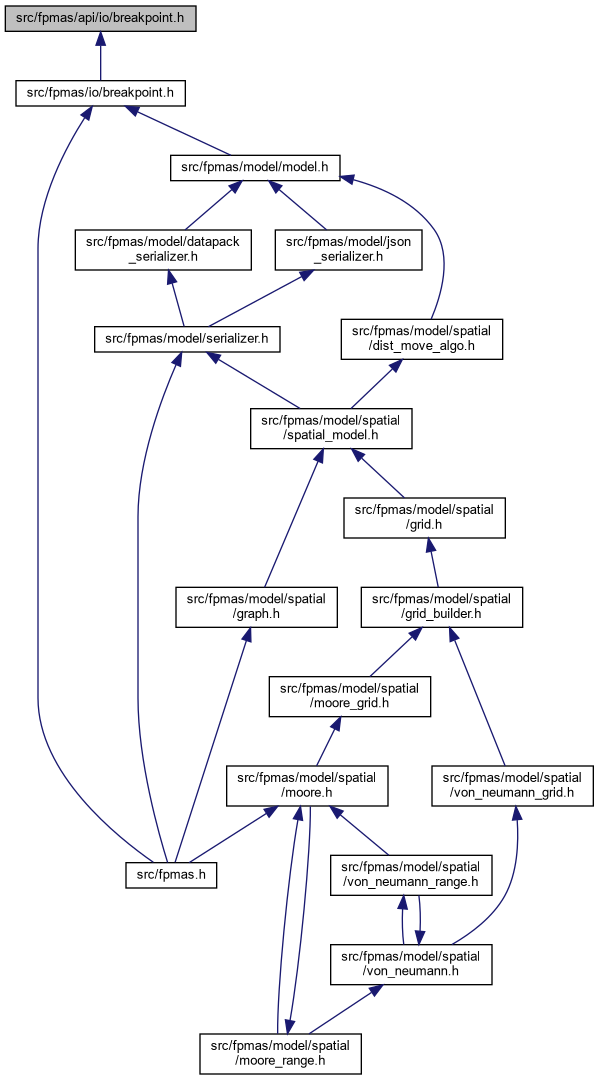 src/fpmas/api/io/breakpoint.h
src/fpmas/io/breakpoint.h
src/fpmas/model/model.h
src/fpmas/model/datapack
_serializer.h
src/fpmas/model/json
_serializer.h
src/fpmas/model/serializer.h
src/fpmas/model/spatial
/dist_move_algo.h
src/fpmas/model/spatial
/spatial_model.h
src/fpmas/model/spatial
/grid.h
src/fpmas/model/spatial
/graph.h
src/fpmas/model/spatial
/grid_builder.h
src/fpmas/model/spatial
/moore_grid.h
src/fpmas/model/spatial
/moore.h
src/fpmas/model/spatial
/von_neumann_grid.h
src/fpmas.h
src/fpmas/model/spatial
/von_neumann_range.h
src/fpmas/model/spatial
/von_neumann.h
src/fpmas/model/spatial
/moore_range.h